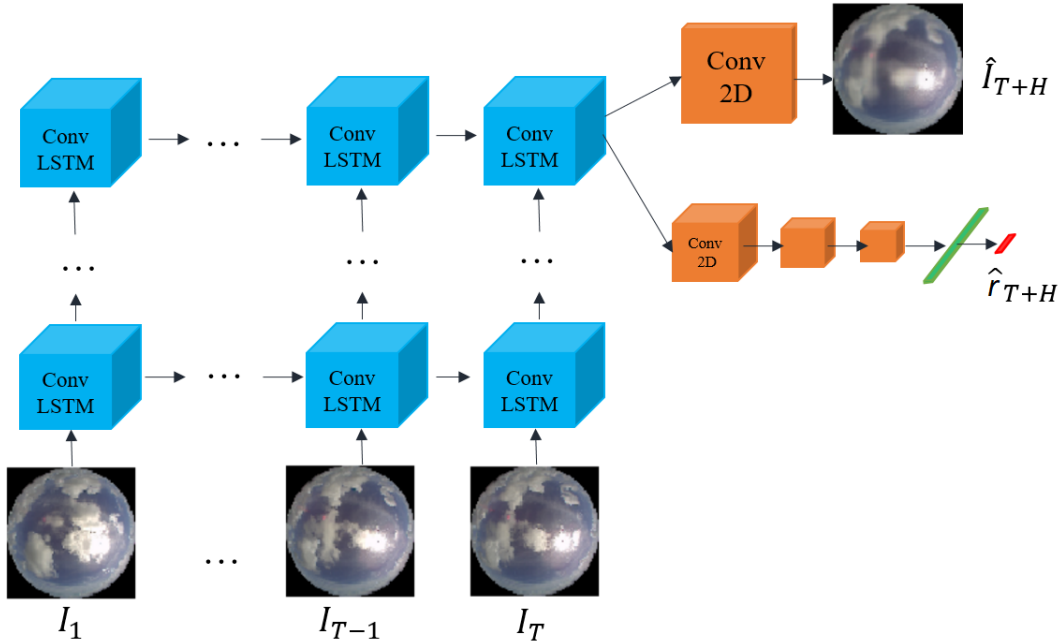 Conv
LSTM
...
Conv
LSTM
Conv
LSTM
Conv
2D
Î_{T+H}
Conv
2D
r̂_{T+H}
...
...
...
Conv
LSTM
...
Conv
LSTM
Conv
LSTM
...
I_1
I_{T−1}
I_T